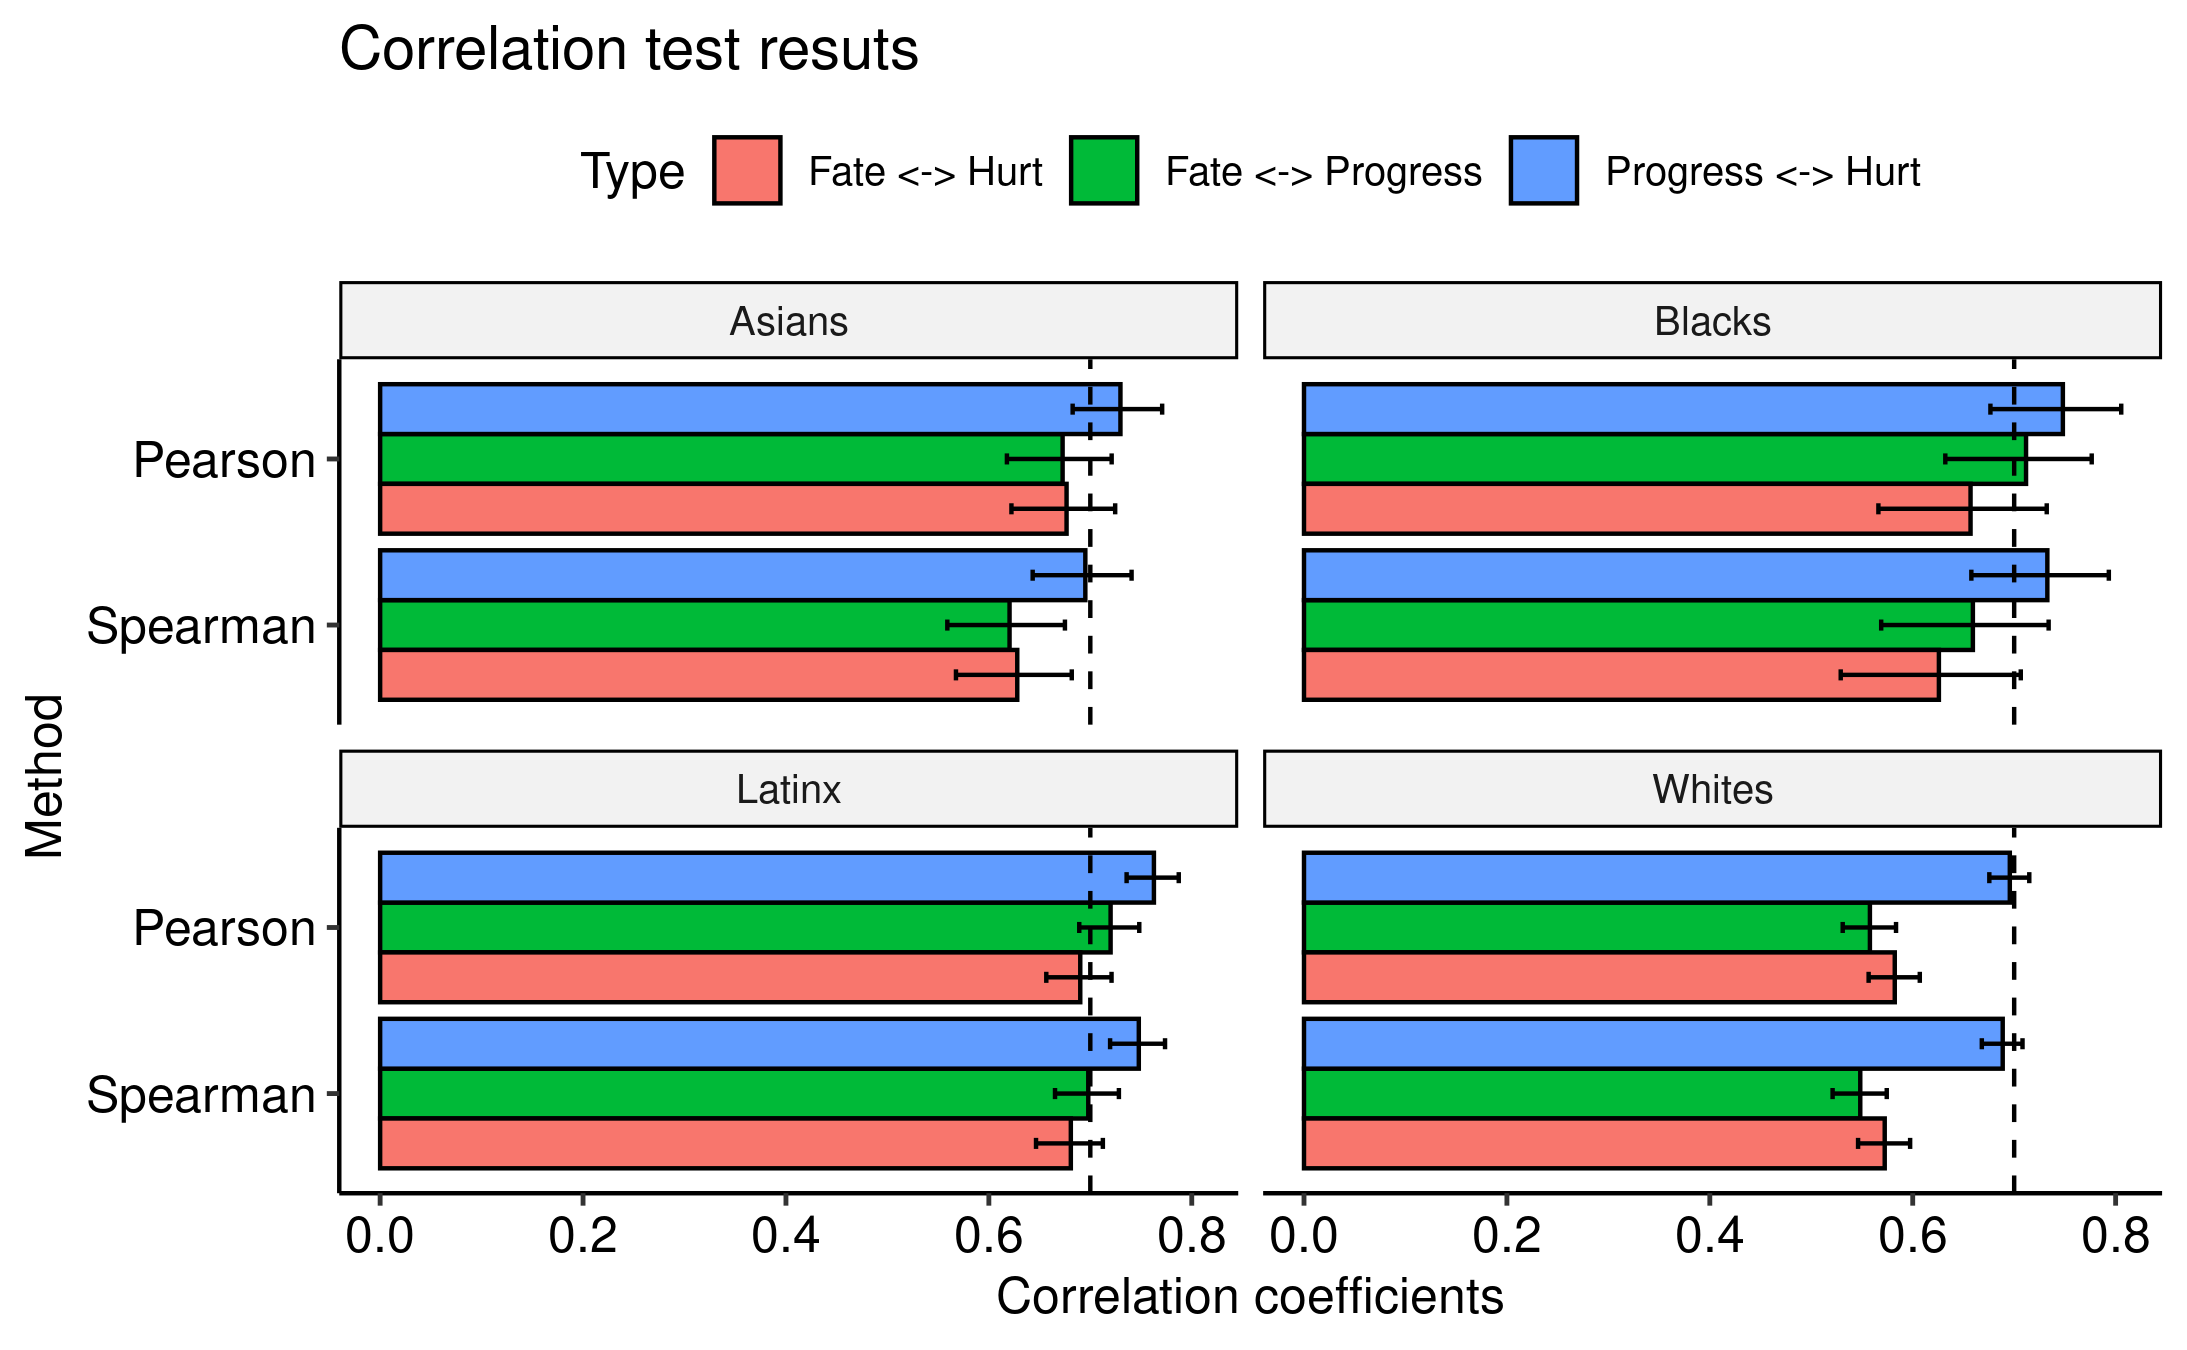 Correlation test resuts
Type Fate <-> Hurt Fate <-> Progress Progress <-> Hurt
Asians Blacks
Pearson
Spearman
Method
Latinx Whites
Pearson
Spearman
0.0 0.2 0.4 0.6 0.8 0.0 0.2 0.4 0.6 0.8
Correlation coefficients